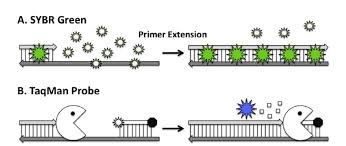 A. SYBR Green
Primer Extension
B. TaqMan Probe